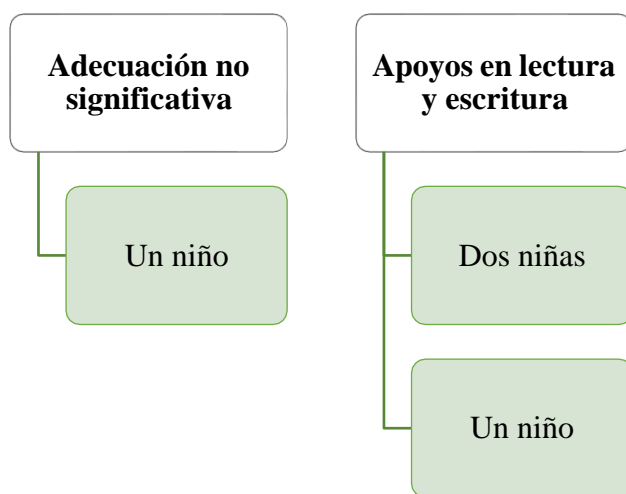 Adecuación no
significativa
Un niño
Apoyos en lectura
y escritura
Dos niñas
Un niño